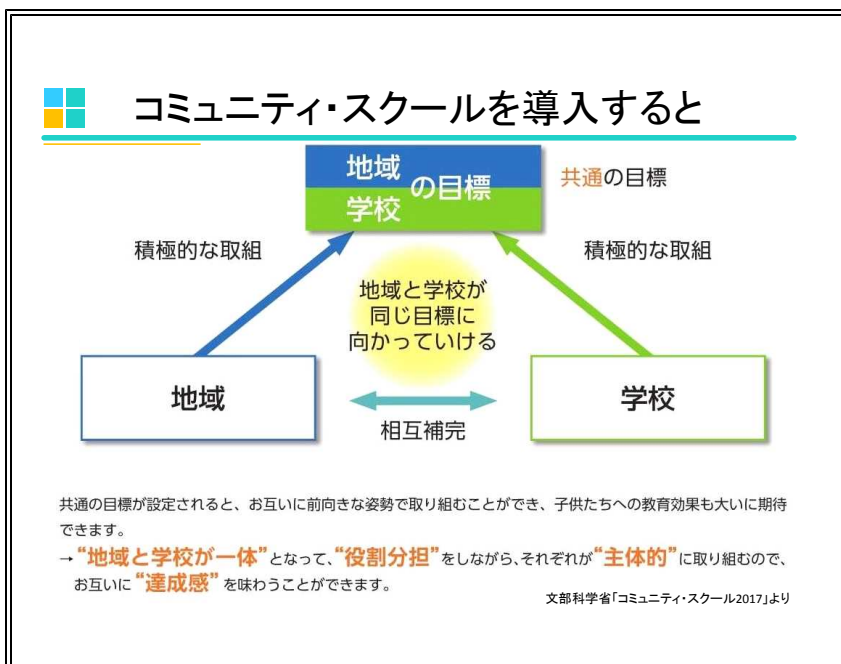 コミュニティ・スクールを導入すると
地域
学校
の目標
共通の目標
積極的な取組
積極的な取組
地域と学校が
同じ目標に
向かっていける
地域
学校
相互補完
共通の目標が設定されると、お互いに前向きな姿勢で取り組むことができ、子供たちへの教育効果も大いに期待
できます。
→“地域と学校が一体”となって、“役割分担”をしながら、それぞれが“主体的”に取り組むので、
お互いに“達成感”を味わうことができます。
文部科学省「コミュニティ・スクール2017」より